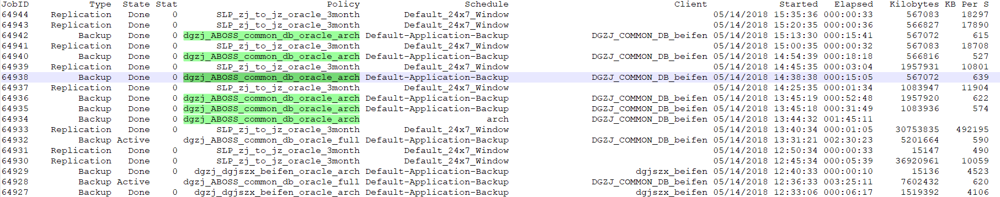 JobID Type State Stat Policy Schedule Client Started Elapsed Kilobytes KB Per S
64944 Replication Done 0 SLP_zj_to_jz_oracle_3month Default_24x7_Window 05/14/2018 15:35:36 000:00:33 567083 18297
64943 Replication Done 0 SLP_zj_to_jz_oracle_3month Default_24x7_Window 05/14/2018 15:20:35 000:00:36 566827 17890
64942 Backup Done 0 dgzj_ABOSS_common_db_oracle_arch Default-Application-Backup DGZJ_COMMON_DB_beifen 05/14/2018 15:13:30 000:15:41 567072 615
64941 Replication Done 0 SLP_zj_to_jz_oracle_3month Default_24x7_Window 05/14/2018 15:00:35 000:00:32 567083 18708
64940 Backup Done 0 dgzj_ABOSS_common_db_oracle_arch Default-Application-Backup DGZJ_COMMON_DB_beifen 05/14/2018 14:54:39 000:18:18 566816 527
64939 Replication Done 0 SLP_zj_to_jz_oracle_3month Default_24x7_Window 05/14/2018 14:45:35 000:03:04 1957931 10801
64938 Backup Done 0 dgzj_ABOSS_common_db_oracle_arch Default-Application-Backup DGZJ_COMMON_DB_beifen 05/14/2018 14:38:38 000:15:05 567072 639
64937 Replication Done 0 SLP_zj_to_jz_oracle_3month Default_24x7_Window 05/14/2018 14:25:35 000:01:34 1083947 11904
64936 Backup Done 0 dgzj_ABOSS_common_db_oracle_arch Default-Application-Backup DGZJ_COMMON_DB_beifen 05/14/2018 13:45:19 000:52:48 1957920 622
64935 Backup Done 0 dgzj_ABOSS_common_db_oracle_arch Default-Application-Backup DGZJ_COMMON_DB_beifen 05/14/2018 13:45:18 000:31:49 1083936 574
64934 Backup Done 0 dgzj_ABOSS_common_db_oracle_arch arch DGZJ_COMMON_DB_beifen 05/14/2018 13:44:32 001:45:11
64933 Replication Done 0 SLP_zj_to_jz_oracle_3month Default_24x7_Window 05/14/2018 13:40:34 000:01:05 30753835 492195
64932 Backup Active dgzj_ABOSS_common_db_oracle_full Default-Application-Backup DGZJ_COMMON_DB_beifen 05/14/2018 13:31:21 002:30:23 5201664 590
64931 Replication Done 0 SLP_zj_to_jz_oracle_3month Default_24x7_Window 05/14/2018 12:50:34 000:00:33 15147 490
64930 Replication Done 0 SLP_zj_to_jz_oracle_3month Default_24x7_Window 05/14/2018 12:45:34 000:05:39 36920961 10059
64929 Backup Done 0 dgzj_dgjszx_beifen_oracle_arch Default-Application-Backup dgjszx_beifen 05/14/2018 12:40:33 000:00:10 15136 4523
64928 Backup Active dgzj_ABOSS_common_db_oracle_full Default-Application-Backup DGZJ_COMMON_DB_beifen 05/14/2018 12:36:33 003:25:11 7602432 620
64927 Backup Done 0 dgzj_dgjszx_beifen_oracle_arch Default-Application-Backup dgjszx_beifen 05/14/2018 12:33:06 000:06:17 1519392 4106